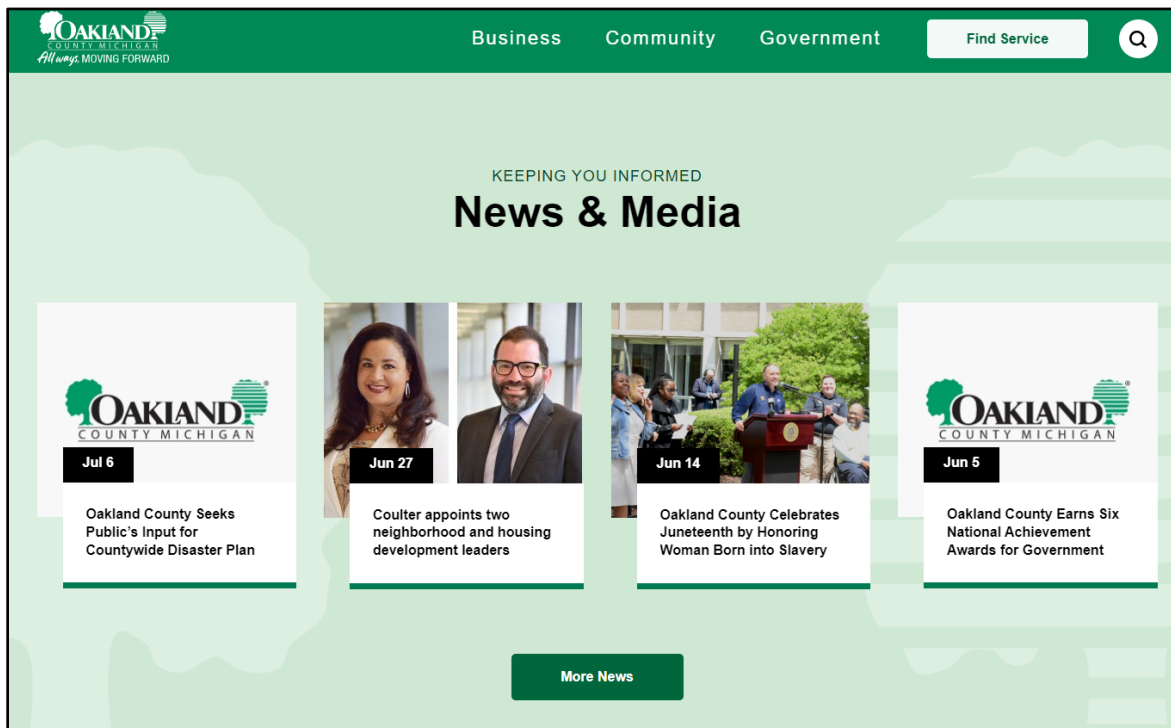 OAKLAND
COUNTY MICHIGAN
All ways, MOVING FORWARD
Business Community Government Find Service
KEEPING YOU INFORMED
News & Media
OAKLAND®
COUNTY MICHIGAN
Jul 6
Oakland County Seeks
Public’s Input for
Countywide Disaster Plan
Jun 27
Coulter appoints two
neighborhood and housing
development leaders
Jun 14
Oakland County Celebrates
Juneteenth by Honoring
Woman Born into Slavery
OAKLAND®
COUNTY MICHIGAN
Jun 5
Oakland County Earns Six
National Achievement
Awards for Government
More News